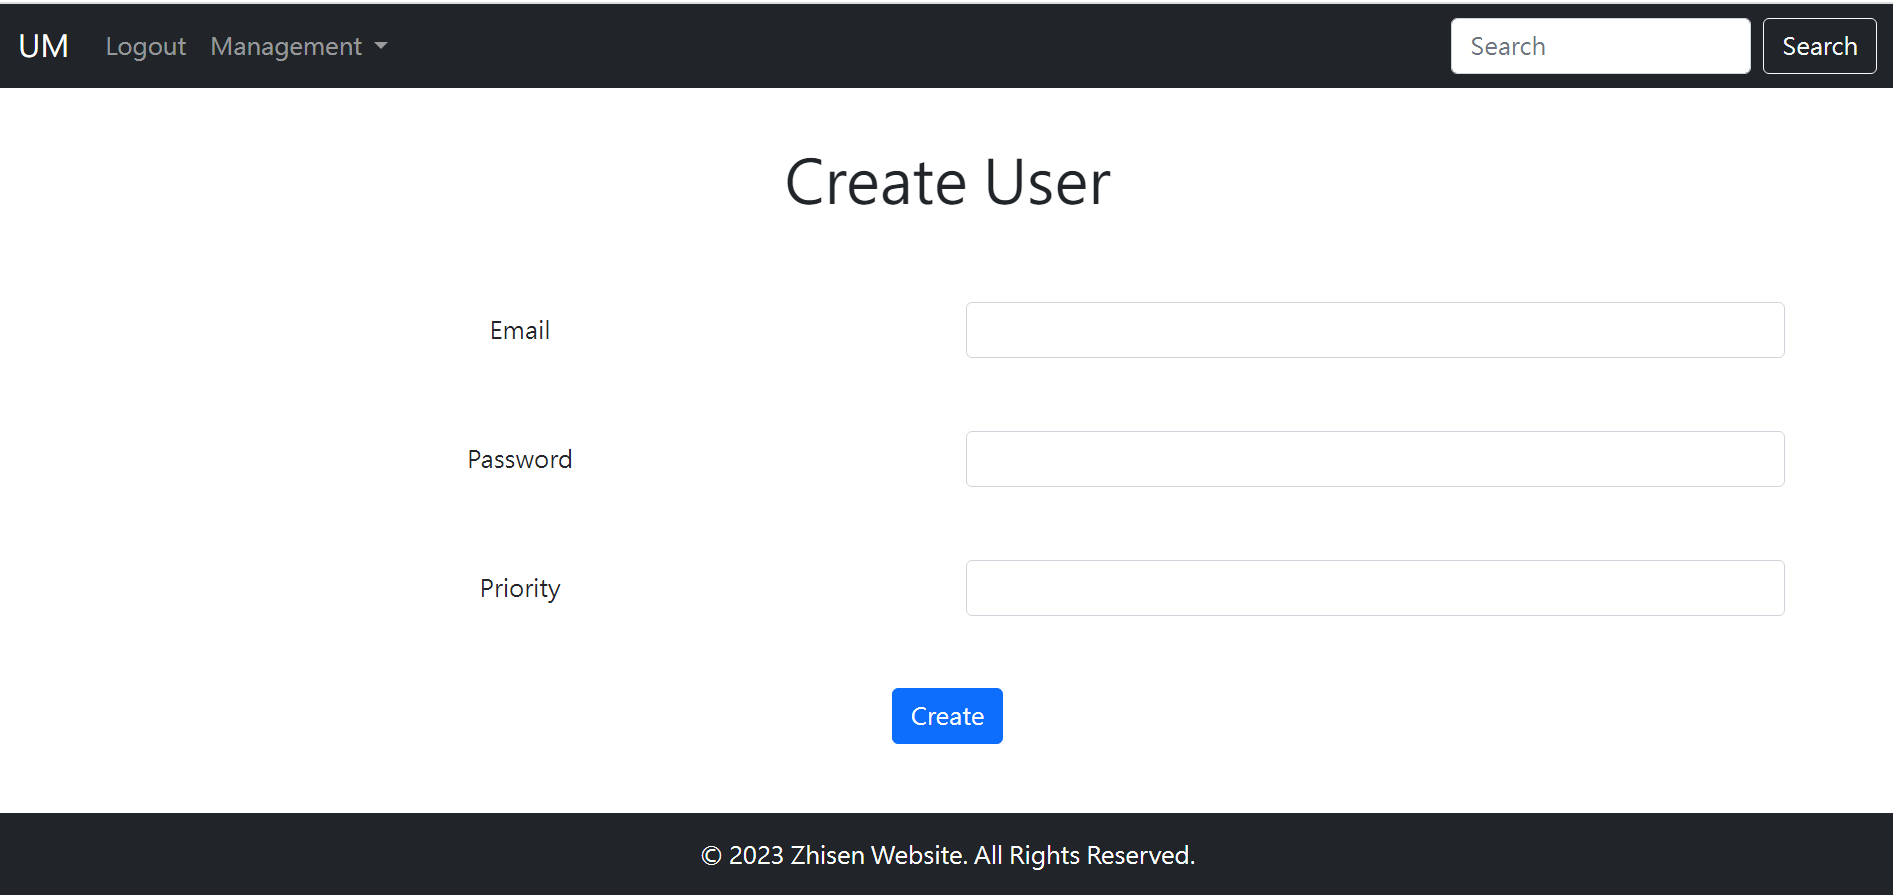 UM Logout Management Search Search
Create User
Email
Password
Priority
Create
© 2023 Zhisen Website. All Rights Reserved.